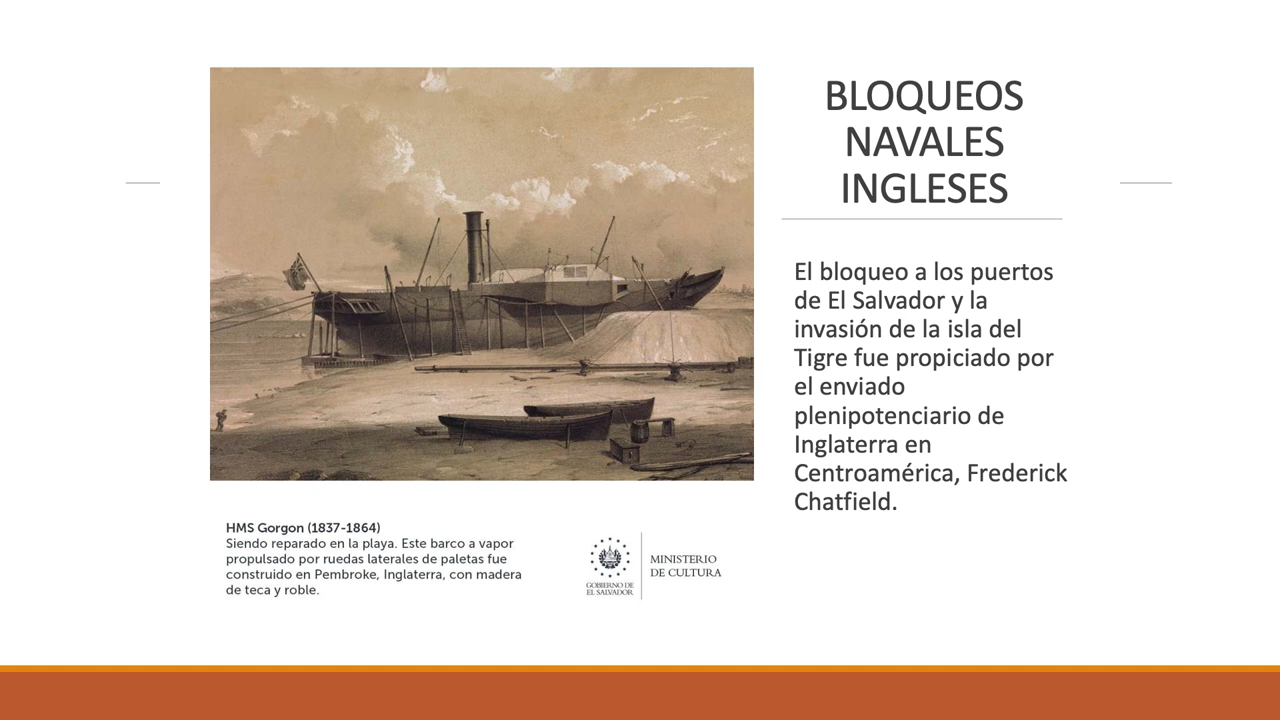 BLOQUEOS
NAVALES
INGLESES
El bloqueo a los puertos
de El Salvador y la
invasión de la isla del
Tigre fue propiciado por
el enviado
plenipotenciario de
Inglaterra en
Centroamérica, Frederick
Chatfield.
HMS Gorgon (1837-1864)
Siendo reparado en la playa. Este barco a vapor
propulsado por ruedas laterales de paletas fue
construido en Pembroke, Inglaterra, con madera
de teca y roble.
GOBIERNO DE
EL SALVADOR
MINISTERIO
DE CULTURA